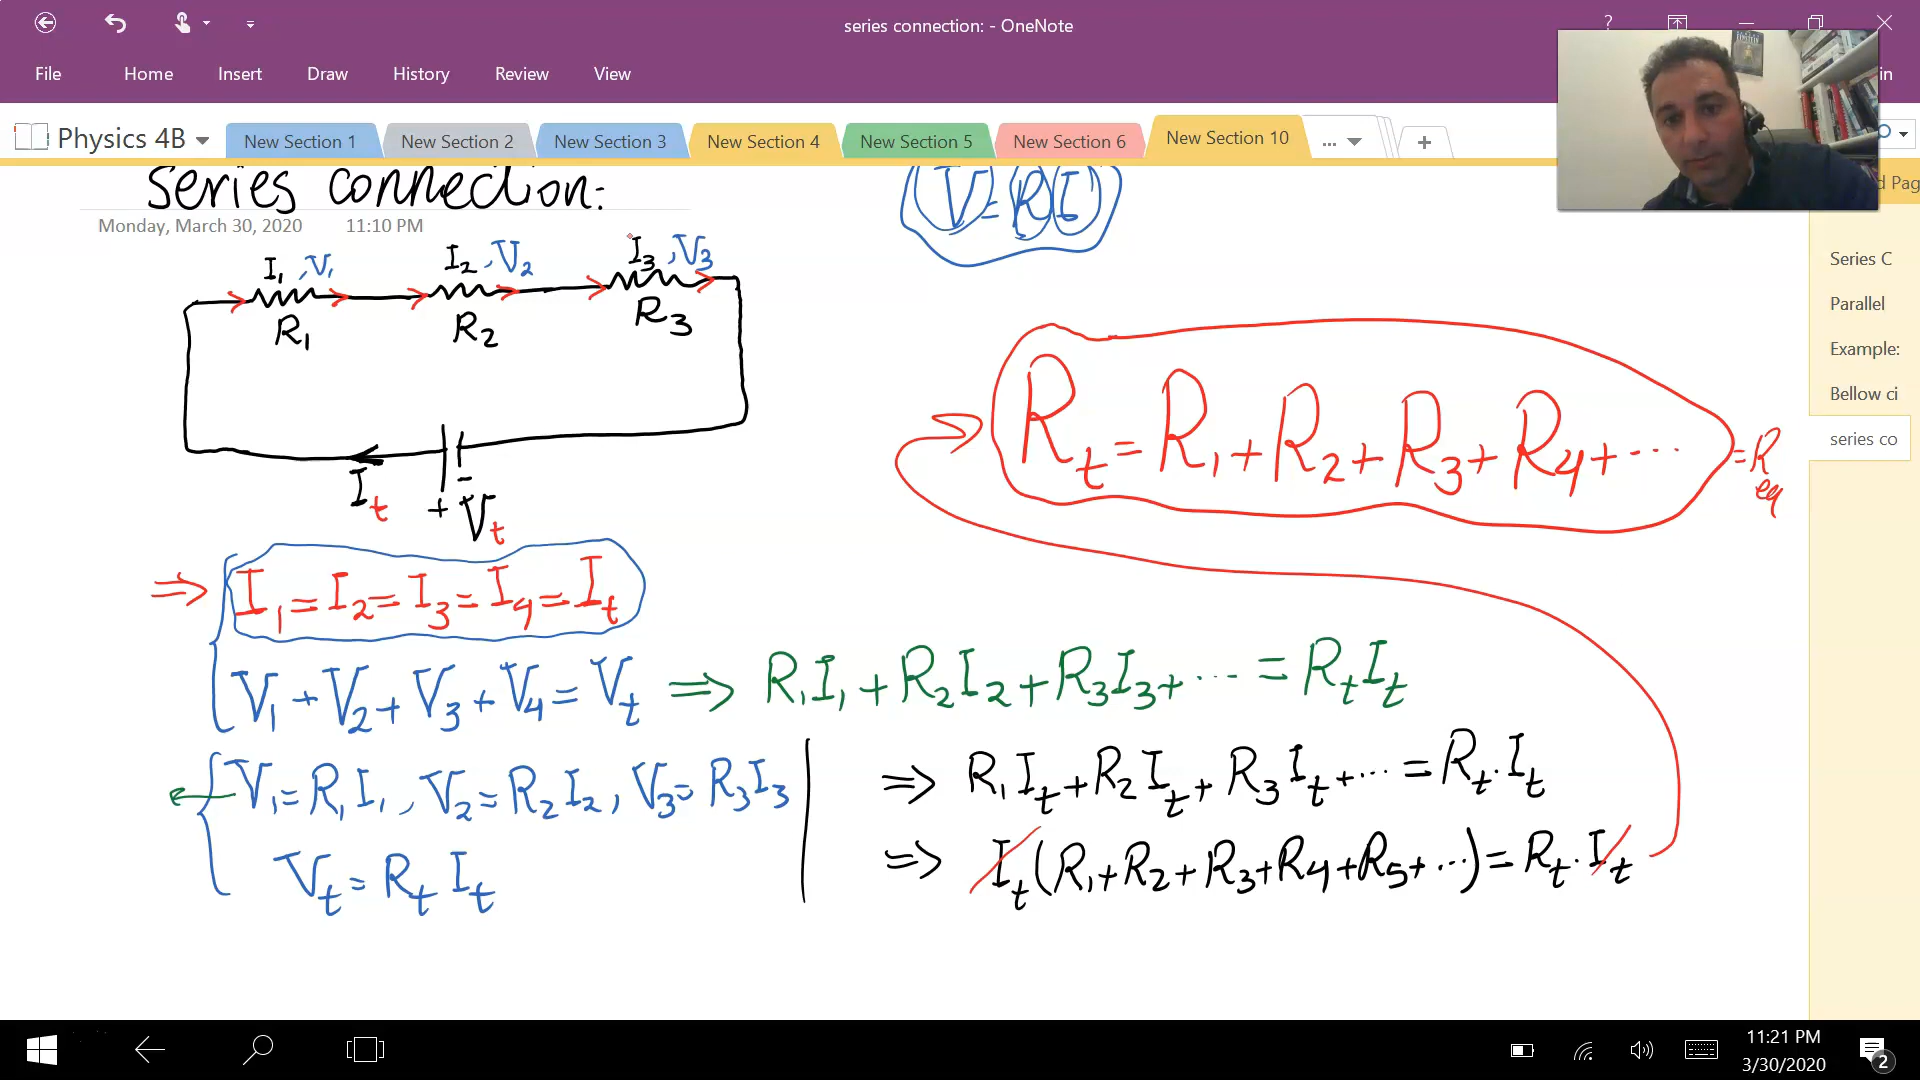 series connection: - OneNote
?
File Home Insert Draw History Review View in
Physics 4B New Section 1 New Section 2 New Section 3 New Section 4 New Section 5 New Section 6 New Section 10 ... +
d Pag
Series connection:
V=RI
Monday, March 30, 2020 11:10 PM
I1, V1 I2, V2 I3, V3
R1 R2 R3
It + - Vt
Rt = R1 + R2 + R3 + R4 + ... = Req
Series C
Parallel
Example:
Bellow ci
series co
⇒ I1 = I2 = I3 = I4 = It
V1 + V2 + V3 + V4 = Vt ⇒ R1I1 + R2I2 + R3I3 + ... = RtIt
V1 = R1I1, V2 = R2I2, V3 = R3I3
⇒ R1It + R2It + R3It + ... = Rt.It
Vt = RtIt
⇒ It(R1 + R2 + R3 + R4 + R5 + ...) = Rt.It
11:21 PM
3/30/2020
2